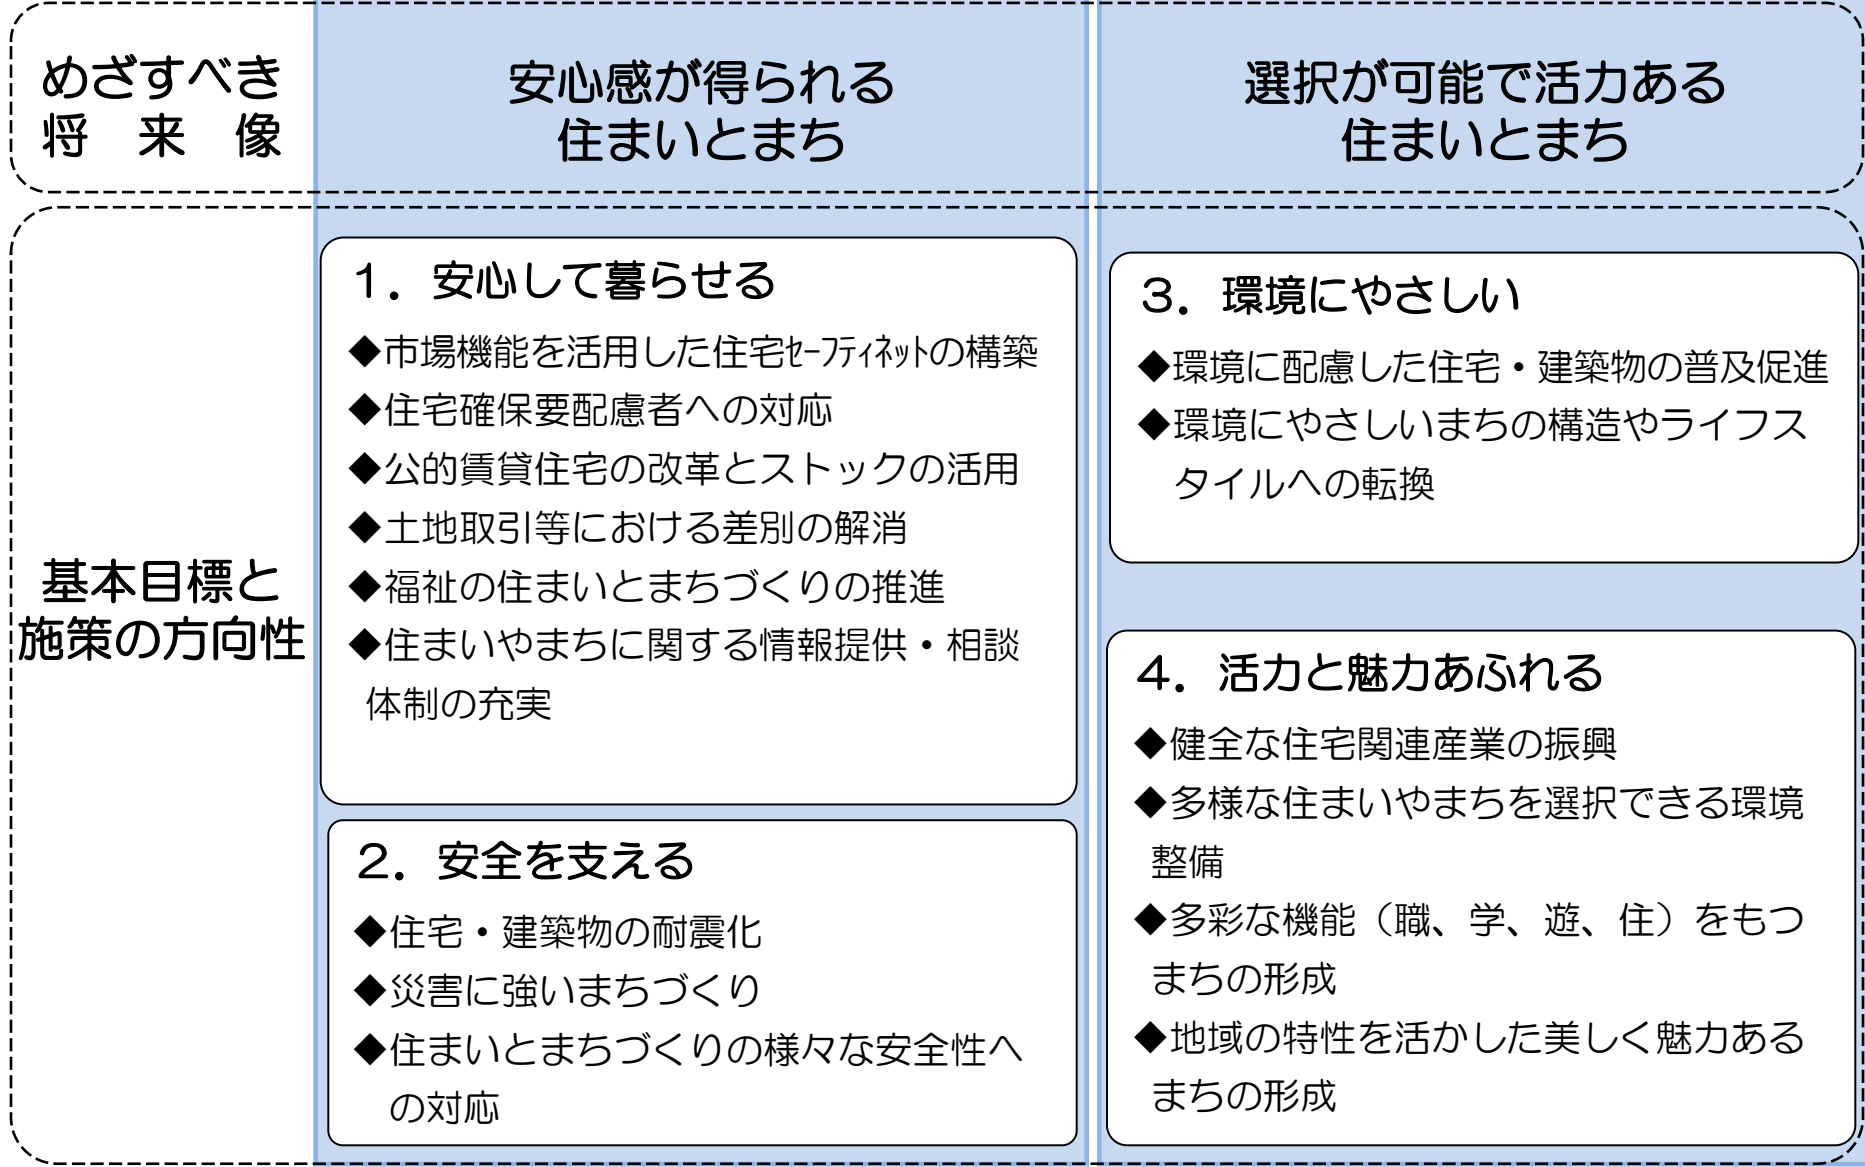 めざすべき
将　来　像
安心感が得られる
住まいとまち
選択が可能で活力ある
住まいとまち
基本目標と
施策の方向性
１．安心して暮らせる
◆市場機能を活用した住宅ｾｰﾌﾃｨﾈｯﾄの構築
◆住宅確保要配慮者への対応
◆公的賃貸住宅の改革とストックの活用
◆土地取引等における差別の解消
◆福祉の住まいとまちづくりの推進
◆住まいやまちに関する情報提供・相談
体制の充実
２．安全を支える
◆住宅・建築物の耐震化
◆災害に強いまちづくり
◆住まいとまちづくりの様々な安全性へ
の対応
３．環境にやさしい
◆環境に配慮した住宅・建築物の普及促進
◆環境にやさしいまちの構造やライフス
タイルへの転換
４．活力と魅力あふれる
◆健全な住宅関連産業の振興
◆多様な住まいやまちを選択できる環境
整備
◆多彩な機能（職、学、遊、住）をもつ
まちの形成
◆地域の特性を活かした美しく魅力ある
まちの形成